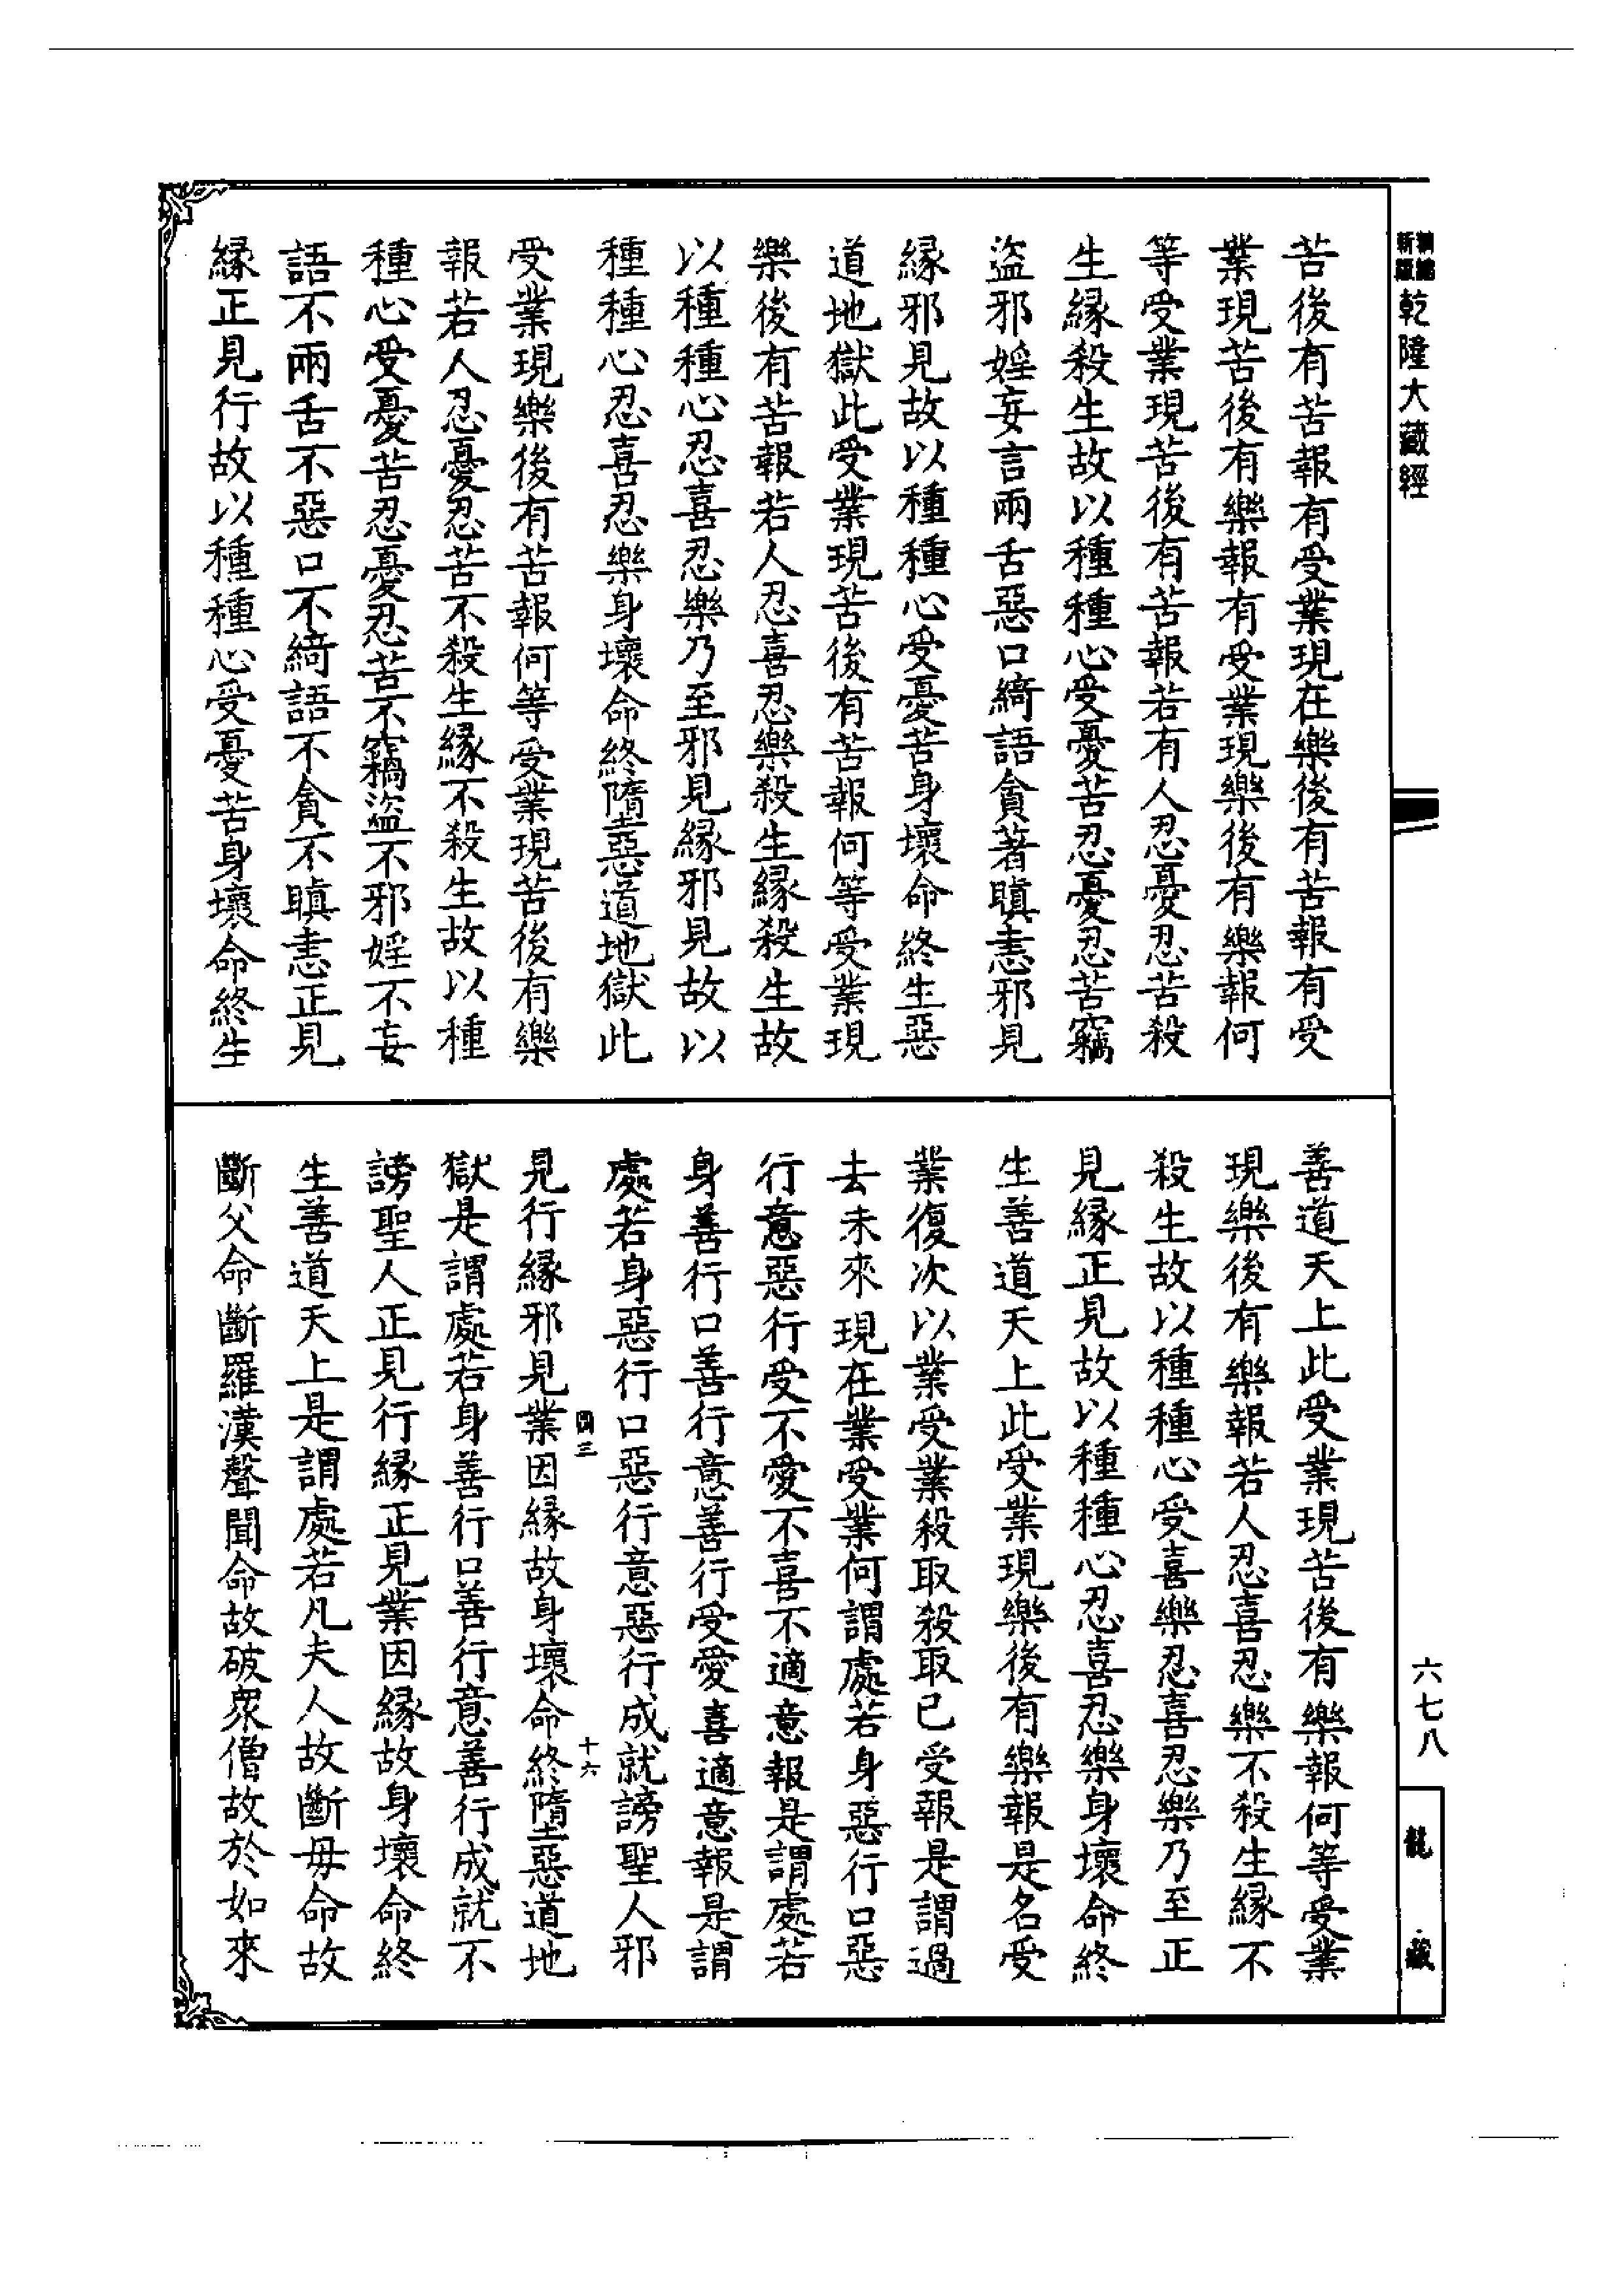 新編縮版乾隆大藏經
苦後有苦報有受業現在樂後有苦報有受
業現苦後有樂報有受業現樂後有樂報何
等受業現苦後有苦報若有人忍憂忍苦殺
生緣殺生故以種種心受憂苦忍憂忍苦竊
盜邪婬妄言兩舌惡口綺語貪著瞋恚邪見
緣邪見故以種種心受憂苦身壞命終生惡
道地獄此受業現苦後有苦報何等受業現
樂後有苦報若人忍喜忍樂殺生緣殺生故
以種種心忍喜忍樂乃至邪見緣邪見故以
種種心忍喜忍樂身壞命終墮惡道地獄此
受業現樂後有苦報何等受業現苦後有樂
報若人忍憂忍苦不殺生緣不殺生故以種
種心受憂苦忍憂忍苦不竊盜不邪婬不妄
語不兩舌不惡口不綺語不貪不瞋恚正見
緣正見行故以種種心受憂苦身壞命終生
善道天上此受業現苦後有樂報何等受業
現樂後有樂報若人忍喜忍樂不殺生緣不
殺生故以種種心受喜樂忍喜忍樂乃至正
見緣正見故以種種心忍喜忍樂身壞命終
生善道天上此受業現樂後有樂報是名受
業復次以業受業殺取殺取已受報是謂過
去未來現在業受業何謂處若身惡行口惡
行意惡行受不愛不喜不適意報是謂處若
身善行口善行意善行受愛喜適意報是謂
處若身惡行口惡行意惡行成就謗聖人邪
四三 十六
見行緣邪見業因緣故身壞命終墮惡道地
獄是謂處若身善行口善行意善行成就不
謗聖人正見行緣正見業因緣故身壞命終
生善道天上是謂處若凡夫人故斷母命故
斷父命斷羅漢聲聞命故破眾僧故於如來
六七八
龍藏